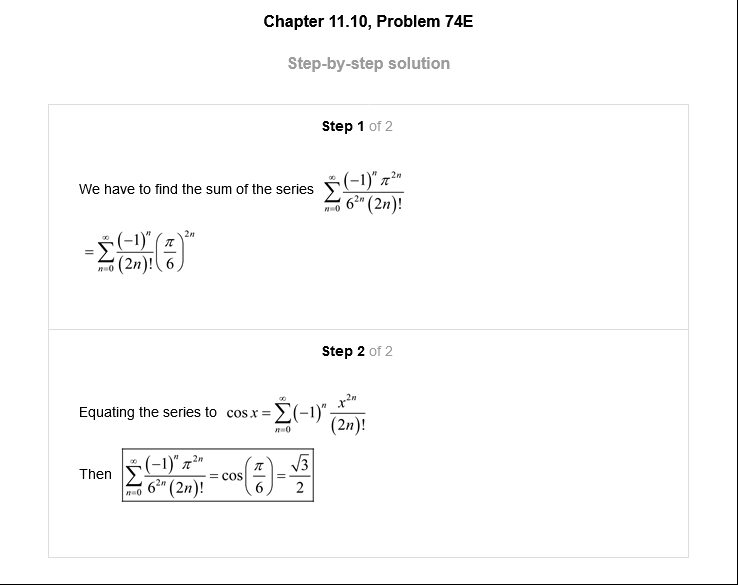 Chapter 11.10, Problem 74E
Step-by-step solution
Step 1 of 2
We have to find the sum of the series $\sum_{n=0}^{\infty} \frac{(-1)^n \pi^{2n}}{6^{2n}(2n)!}$
$= \sum_{n=0}^{\infty} \frac{(-1)^n}{(2n)!} \left(\frac{\pi}{6}\right)^{2n}$
Step 2 of 2
Equating the series to $\cos x = \sum_{n=0}^{\infty} (-1)^n \frac{x^{2n}}{(2n)!}$
Then $\sum_{n=0}^{\infty} \frac{(-1)^n \pi^{2n}}{6^{2n}(2n)!} = \cos\left(\frac{\pi}{6}\right) = \frac{\sqrt{3}}{2}$